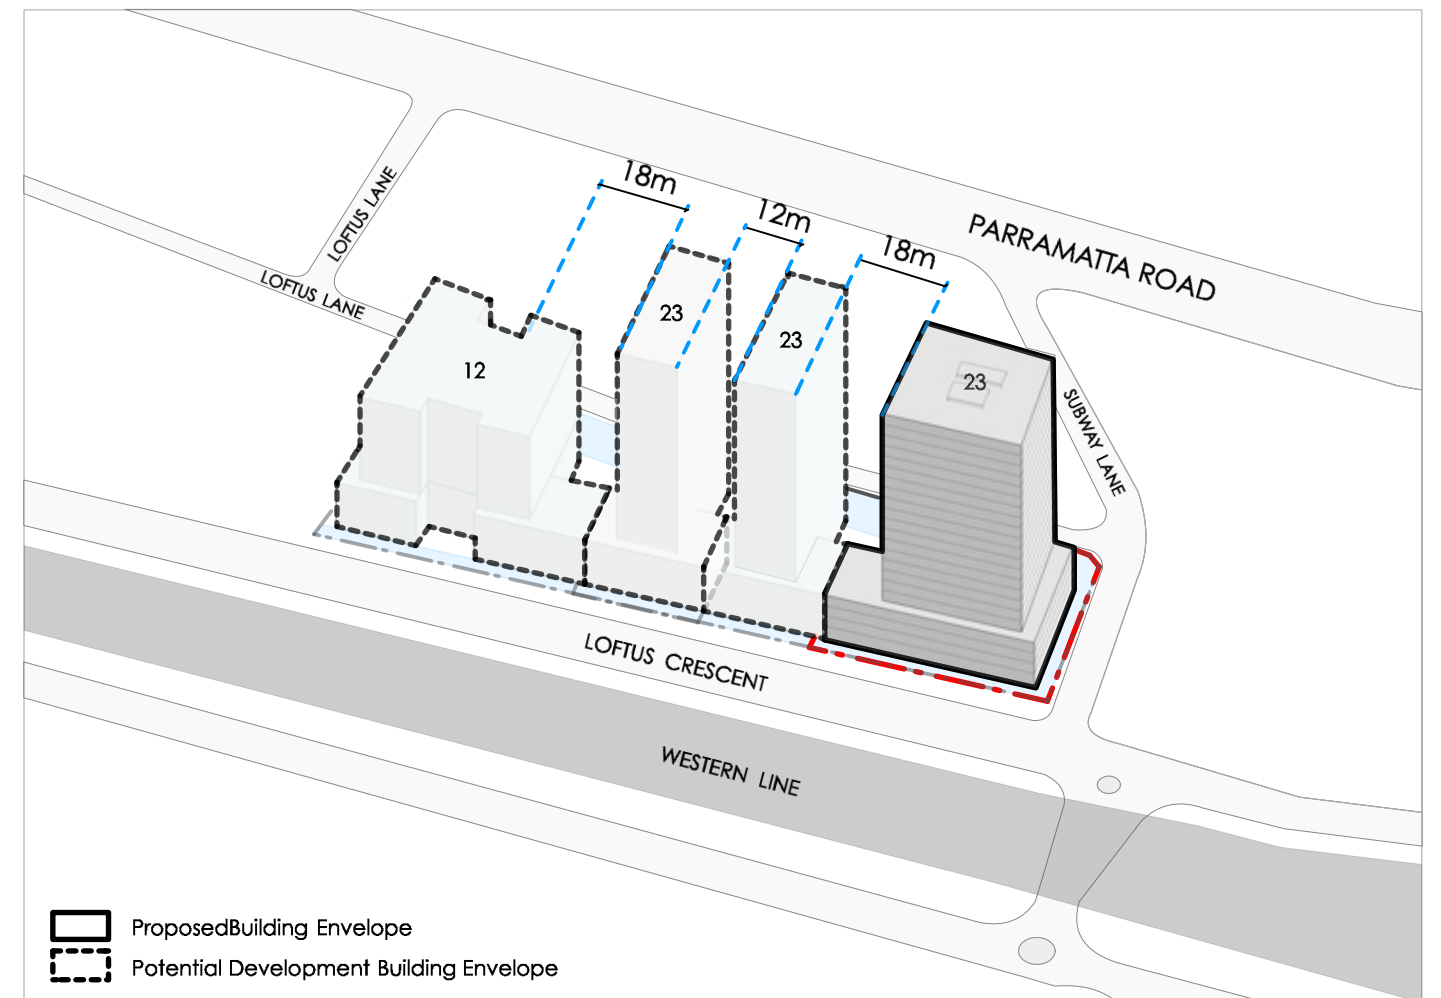 18m
12m
18m
PARRAMATTA ROAD
LOFTUS LANE
LOFTUS LANE
23
23
12
23
SUBWAY LANE
LOFTUS CRESCENT
WESTERN LINE
ProposedBuilding Envelope
Potential Development Building Envelope